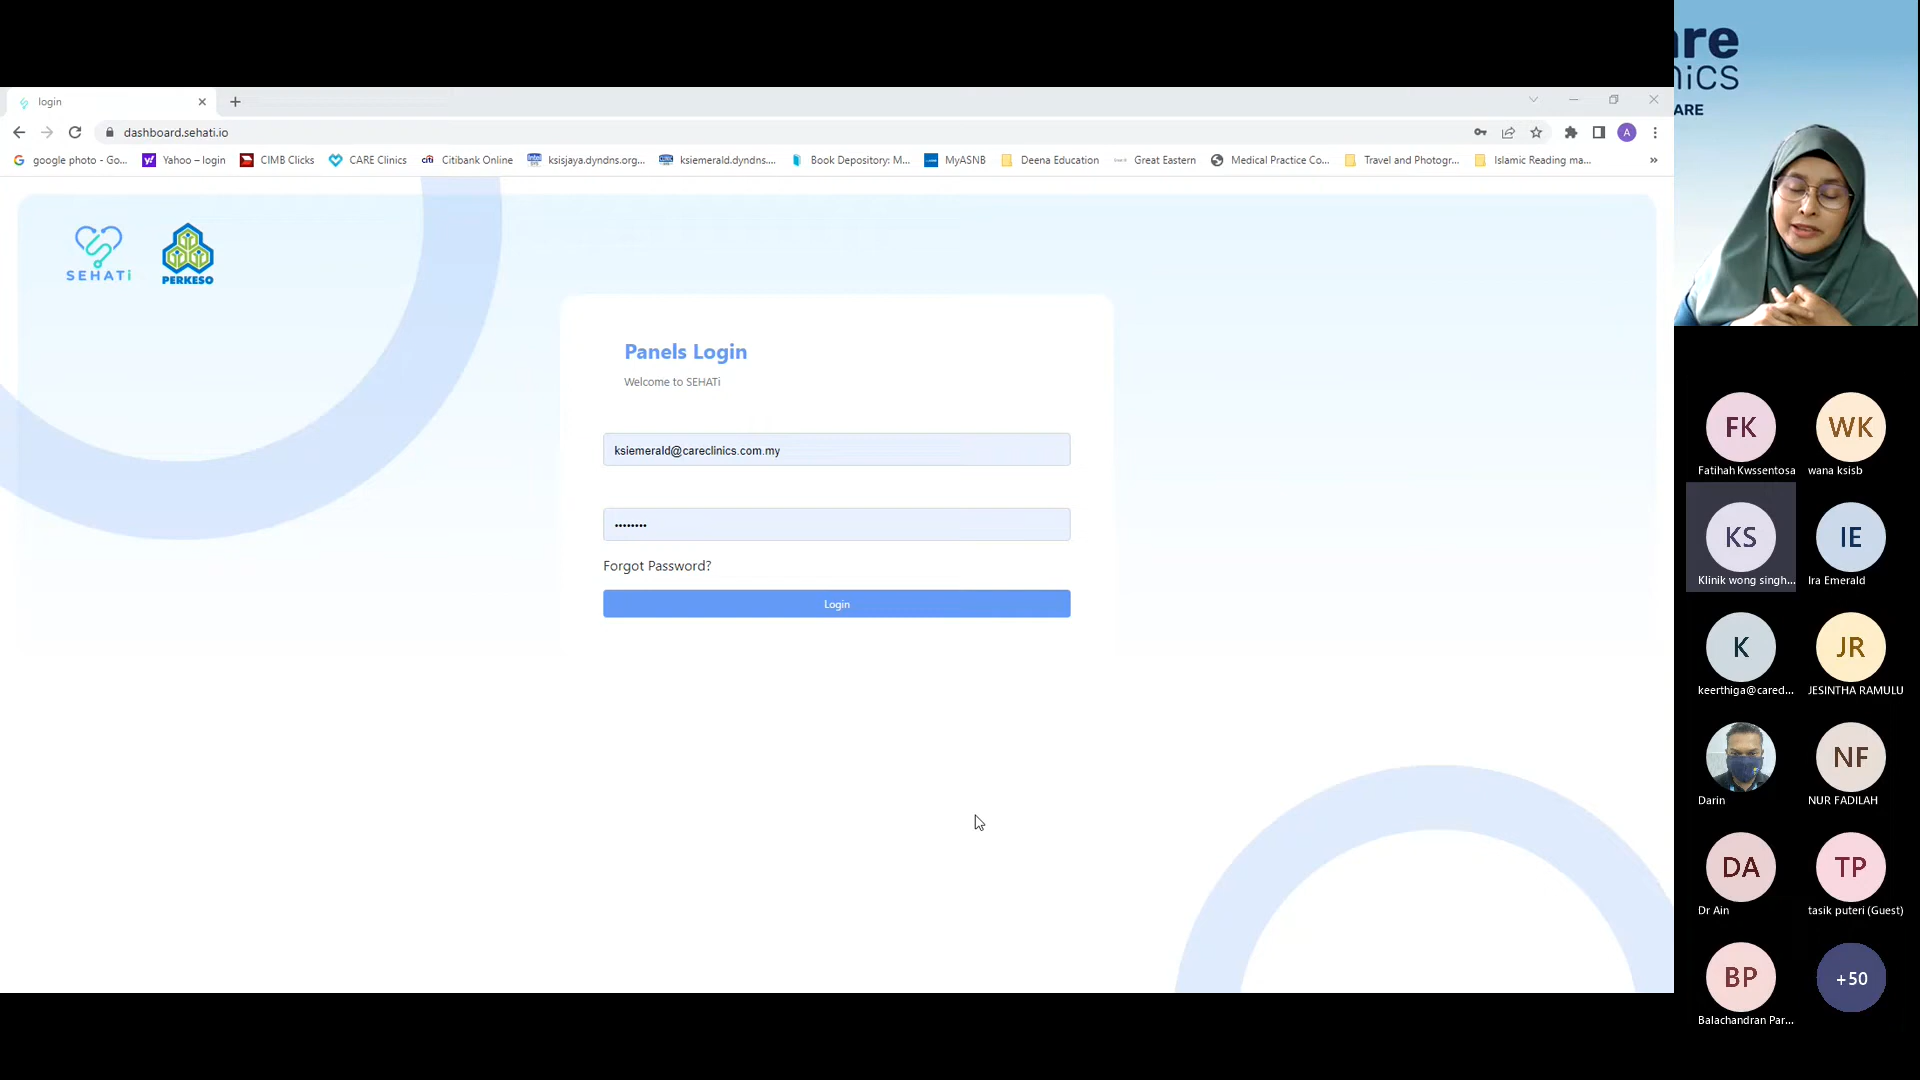 login
dashboard.sehati.io
A
google photo - Go...
Yahoo – login
CIMB Clicks
CARE Clinics
citi
Citibank Online
ksisjaya.dyndns.org...
ksiemerald.dyndns....
Book Depository: M...
MyASNB
Deena Education
Great Eastern
Medical Practice Co...
Travel and Photogr...
Islamic Reading ma...
»
SEHATi
PERKESO
Panels Login
Welcome to SEHATi
ksiemerald@careclinics.com.my
••••••••
Forgot Password?
Login
are
nics
ARE
FK
Fatihah Kwssentosa
WK
wana ksisb
KS
Klinik wong singh...
IE
Ira Emerald
K
keerthiga@cared...
JR
JESINTHA RAMULU
Darin
NF
NUR FADILAH
DA
Dr Ain
TP
tasik puteri (Guest)
BP
Balachandran Par...
+50